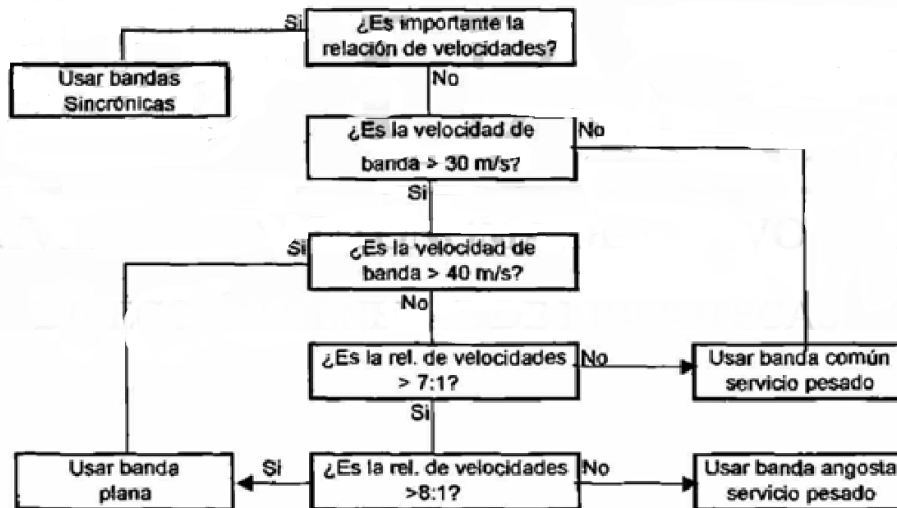 Si
¿Es importante la
relación de velocidades?
Usar bandas
Sincrónicas
No
¿Es la velocidad de
banda > 30 m/s?
No
Si
Si
¿Es la velocidad de
banda > 40 m/s?
No
¿Es la rel. de velocidades
> 7:1?
No
Usar banda común
servicio pesado
Si
Usar banda
plana
Si
¿Es la rel. de velocidades
>8:1?
No
Usar banda angosta
servicio pesado